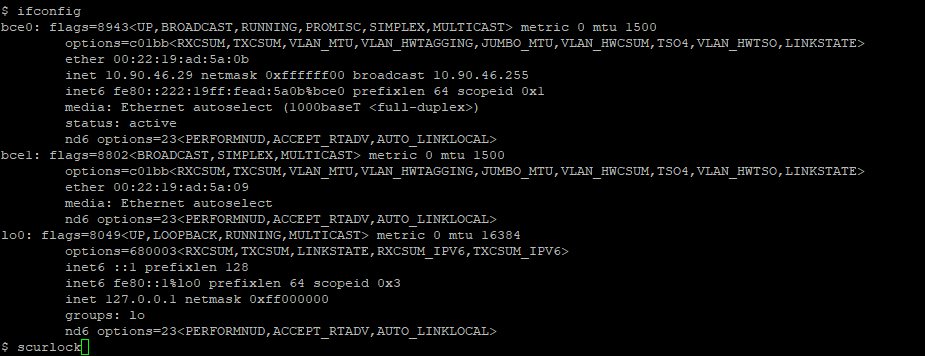 $ ifconfig
bce0: flags=8943<UP,BROADCAST,RUNNING,PROMISC,SIMPLEX,MULTICAST> metric 0 mtu 1500
options=c01bb<RXCSUM,TXCSUM,VLAN_MTU,VLAN_HWTAGGING,JUMBO_MTU,VLAN_HWCSUM,TSO4,VLAN_HWTSO,LINKSTATE>
ether 00:22:19:ad:5a:0b
inet 10.90.46.29 netmask 0xffffff00 broadcast 10.90.46.255
inet6 fe80::222:19ff:fead:5a0b%bce0 prefixlen 64 scopeid 0x1
media: Ethernet autoselect (1000baseT <full-duplex>)
status: active
nd6 options=23<PERFORMNUD,ACCEPT_RTADV,AUTO_LINKLOCAL>
bce1: flags=8802<BROADCAST,SIMPLEX,MULTICAST> metric 0 mtu 1500
options=c01bb<RXCSUM,TXCSUM,VLAN_MTU,VLAN_HWTAGGING,JUMBO_MTU,VLAN_HWCSUM,TSO4,VLAN_HWTSO,LINKSTATE>
ether 00:22:19:ad:5a:09
media: Ethernet autoselect
nd6 options=23<PERFORMNUD,ACCEPT_RTADV,AUTO_LINKLOCAL>
lo0: flags=8049<UP,LOOPBACK,RUNNING,MULTICAST> metric 0 mtu 16384
options=680003<RXCSUM,TXCSUM,LINKSTATE,RXCSUM_IPV6,TXCSUM_IPV6>
inet6 ::1 prefixlen 128
inet6 fe80::1%lo0 prefixlen 64 scopeid 0x3
inet 127.0.0.1 netmask 0xff000000
groups: lo
nd6 options=23<PERFORMNUD,ACCEPT_RTADV,AUTO_LINKLOCAL>
$ scurlock